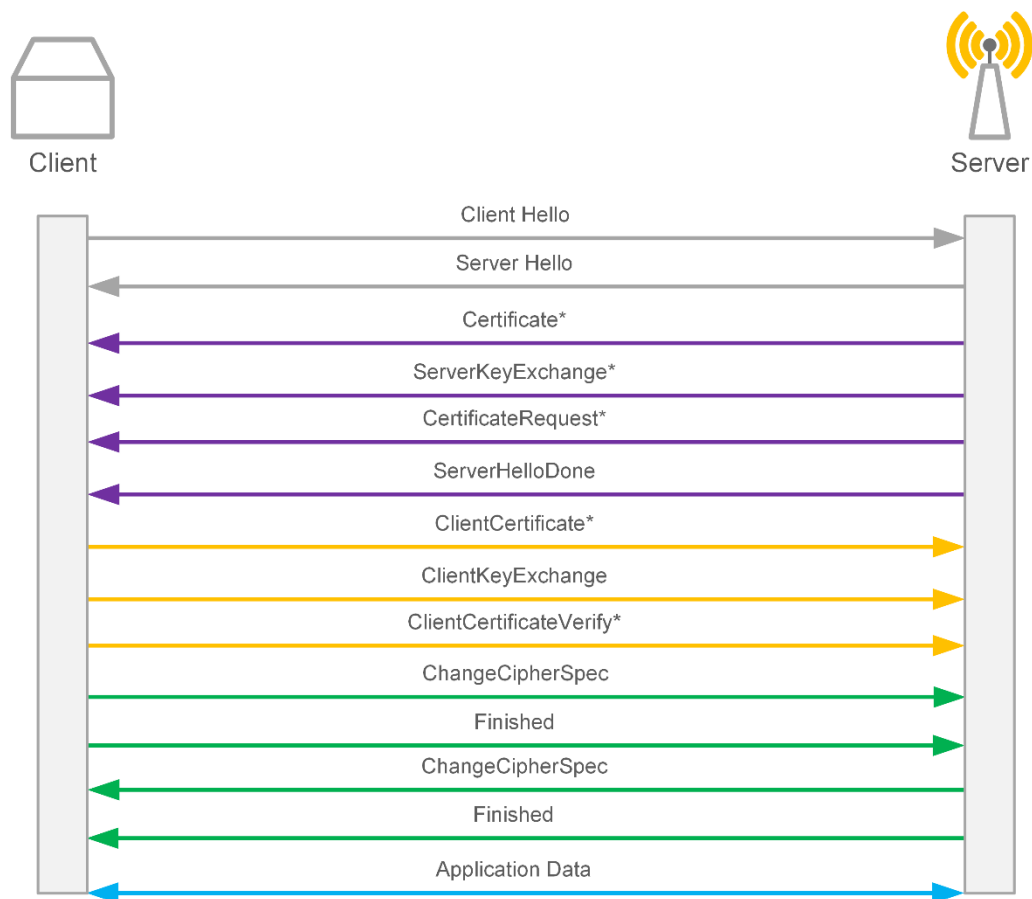 Client
Server
Client Hello
Server Hello
Certificate*
ServerKeyExchange*
CertificateRequest*
ServerHelloDone
ClientCertificate*
ClientKeyExchange
ClientCertificateVerify*
ChangeCipherSpec
Finished
ChangeCipherSpec
Finished
Application Data